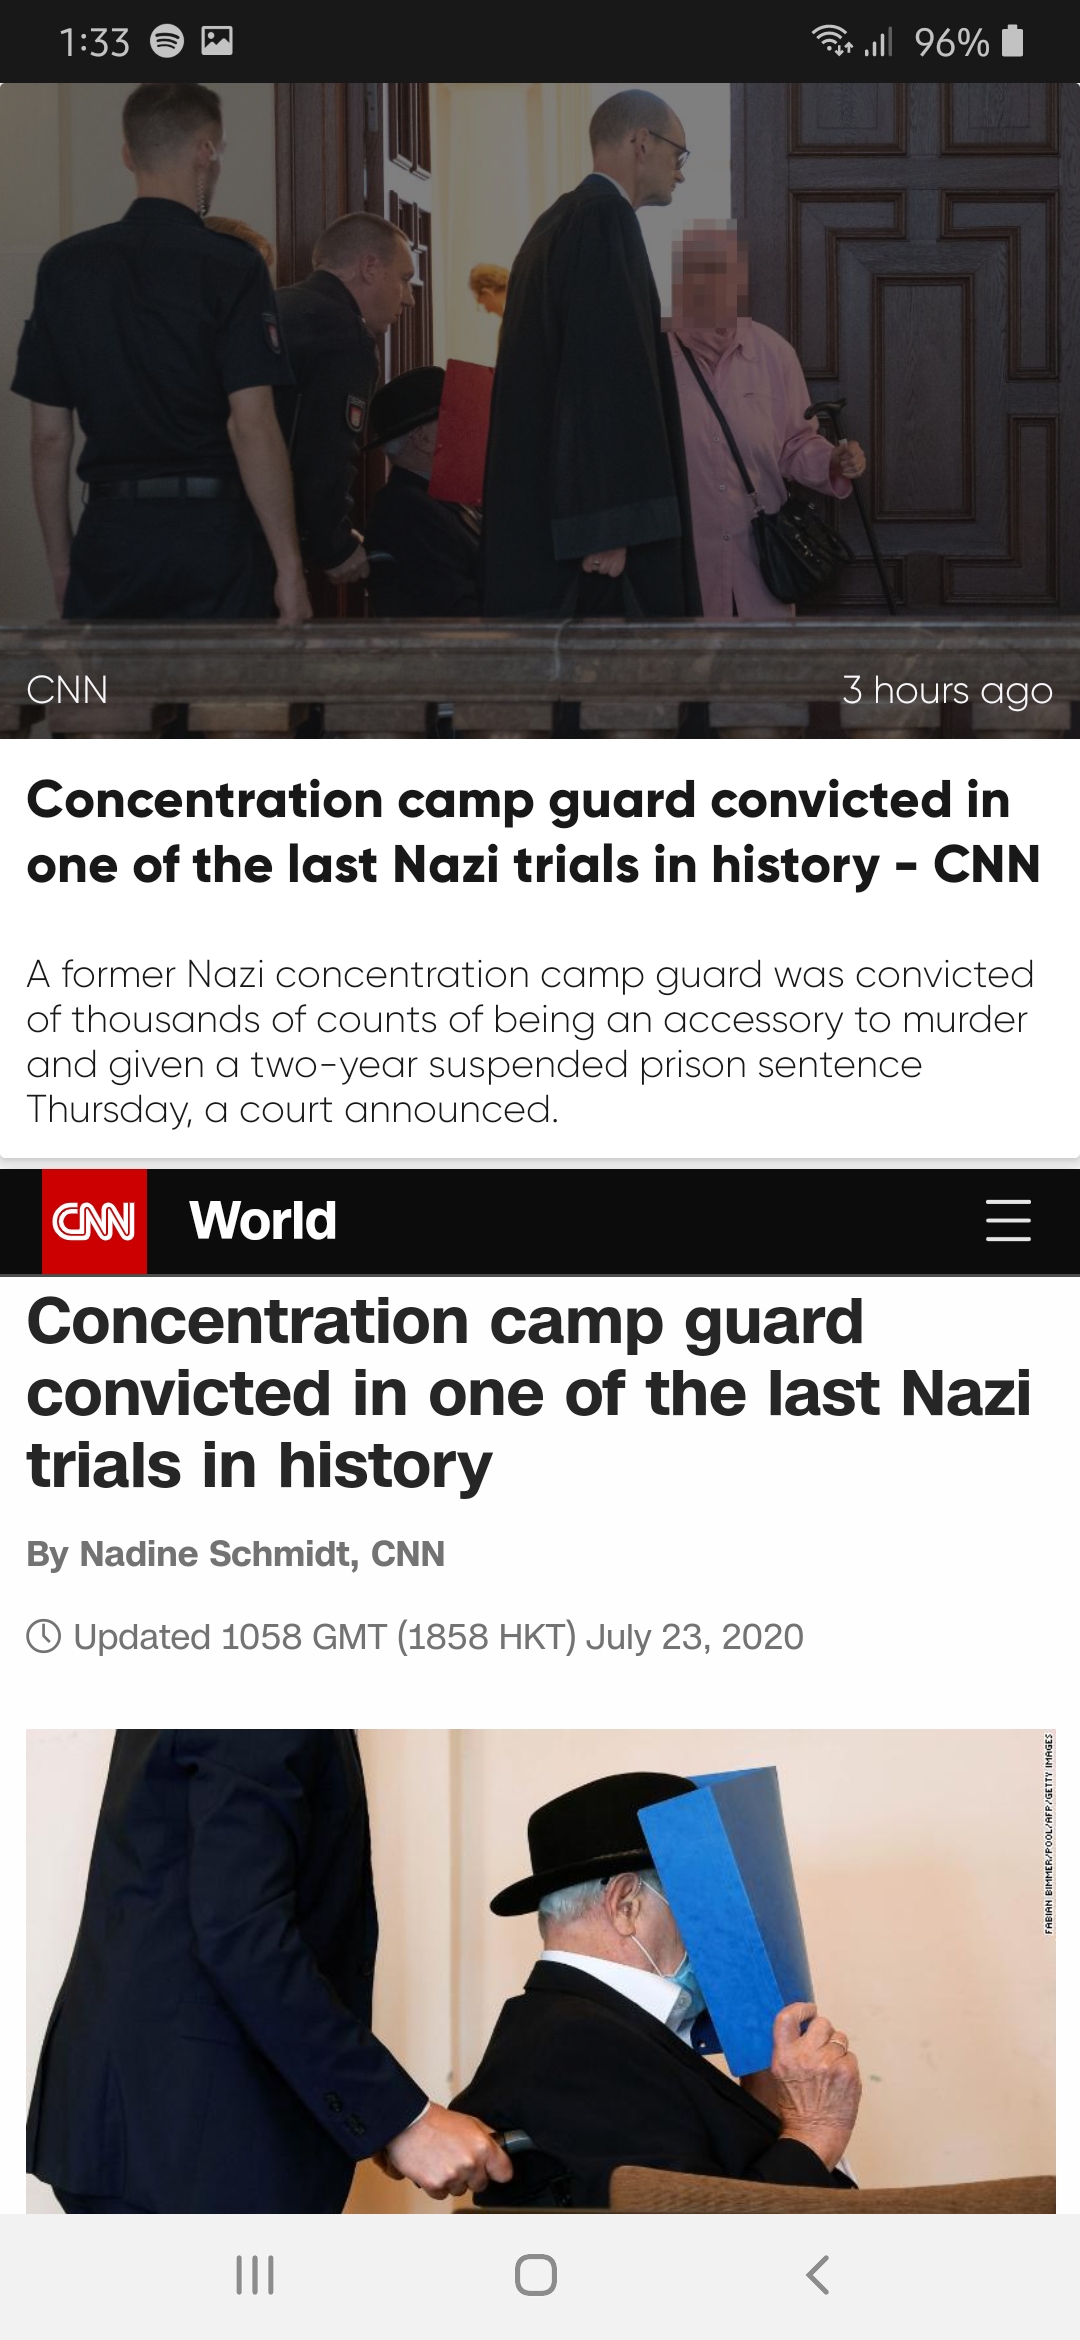 1:33
96%
CNN
3 hours ago
Concentration camp guard convicted in
one of the last Nazi trials in history - CNN
A former Nazi concentration camp guard was convicted
of thousands of counts of being an accessory to murder
and given a two-year suspended prison sentence
Thursday, a court announced.
CNN World
Concentration camp guard
convicted in one of the last Nazi
trials in history
By Nadine Schmidt, CNN
Updated 1058 GMT (1858 HKT) July 23, 2020
FABIAN BIMMER/POOL/AFP/GETTY IMAGES